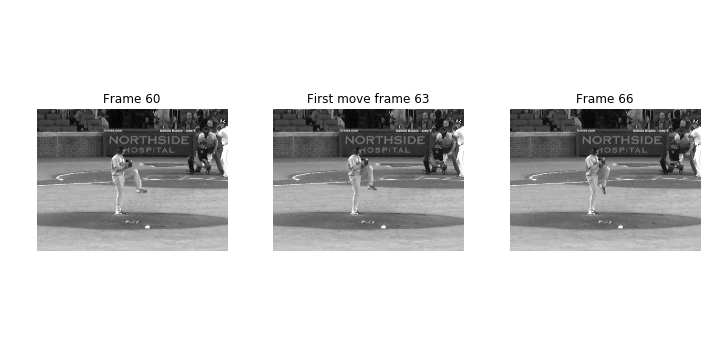 Frame 60
First move frame 63
Frame 66
NORTHSIDE
HOSPITAL
NORTHSIDE
HOSPITAL
NORTHSIDE
HOSPITAL